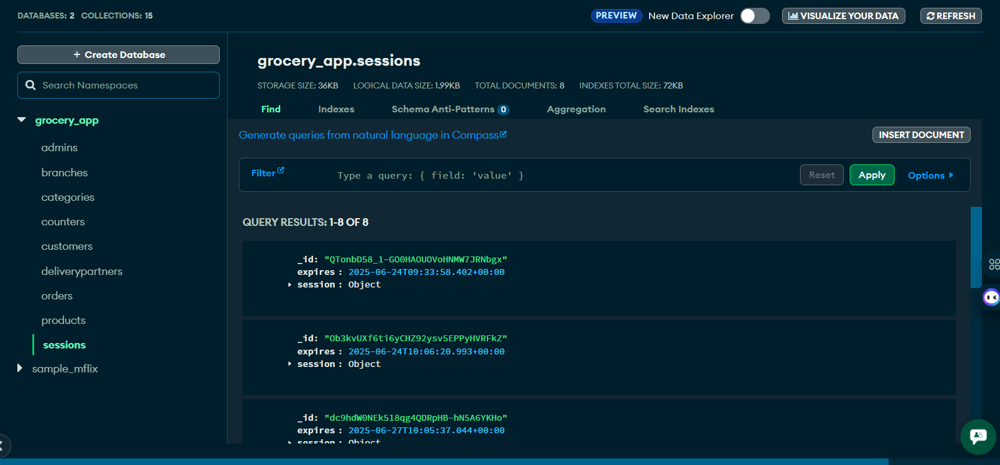 DATABASES: 2 COLLECTIONS: 15
PREVIEW New Data Explorer
VISUALIZE YOUR DATA
REFRESH
+ Create Database
Search Namespaces
grocery_app
admins
branches
categories
counters
customers
deliverypartners
orders
products
sessions
sample_mflix
grocery_app.sessions
STORAGE SIZE: 36KB LOGICAL DATA SIZE: 1.99KB TOTAL DOCUMENTS: 8 INDEXES TOTAL SIZE: 72KB
Find Indexes Schema Anti-Patterns 0 Aggregation Search Indexes
Generate queries from natural language in Compass
INSERT DOCUMENT
Filter Type a query: { field: 'value' } Reset Apply Options
QUERY RESULTS: 1-8 OF 8
_id: "QTonbD58_1-GO0HAOUOVoHNMW7JRNbgx"
expires : 2025-06-24T09:33:58.402+00:00
session : Object
_id: "Ob3kvUXf6ti6yCHZ92ysv5EPPyHVRFkZ"
expires : 2025-06-24T10:06:20.993+00:00
session : Object
_id: "dc9hdW0NEk518qg4QDRpHB-hN5A6YKHo"
expires : 2025-06-27T10:05:37.044+00:00
session : Object